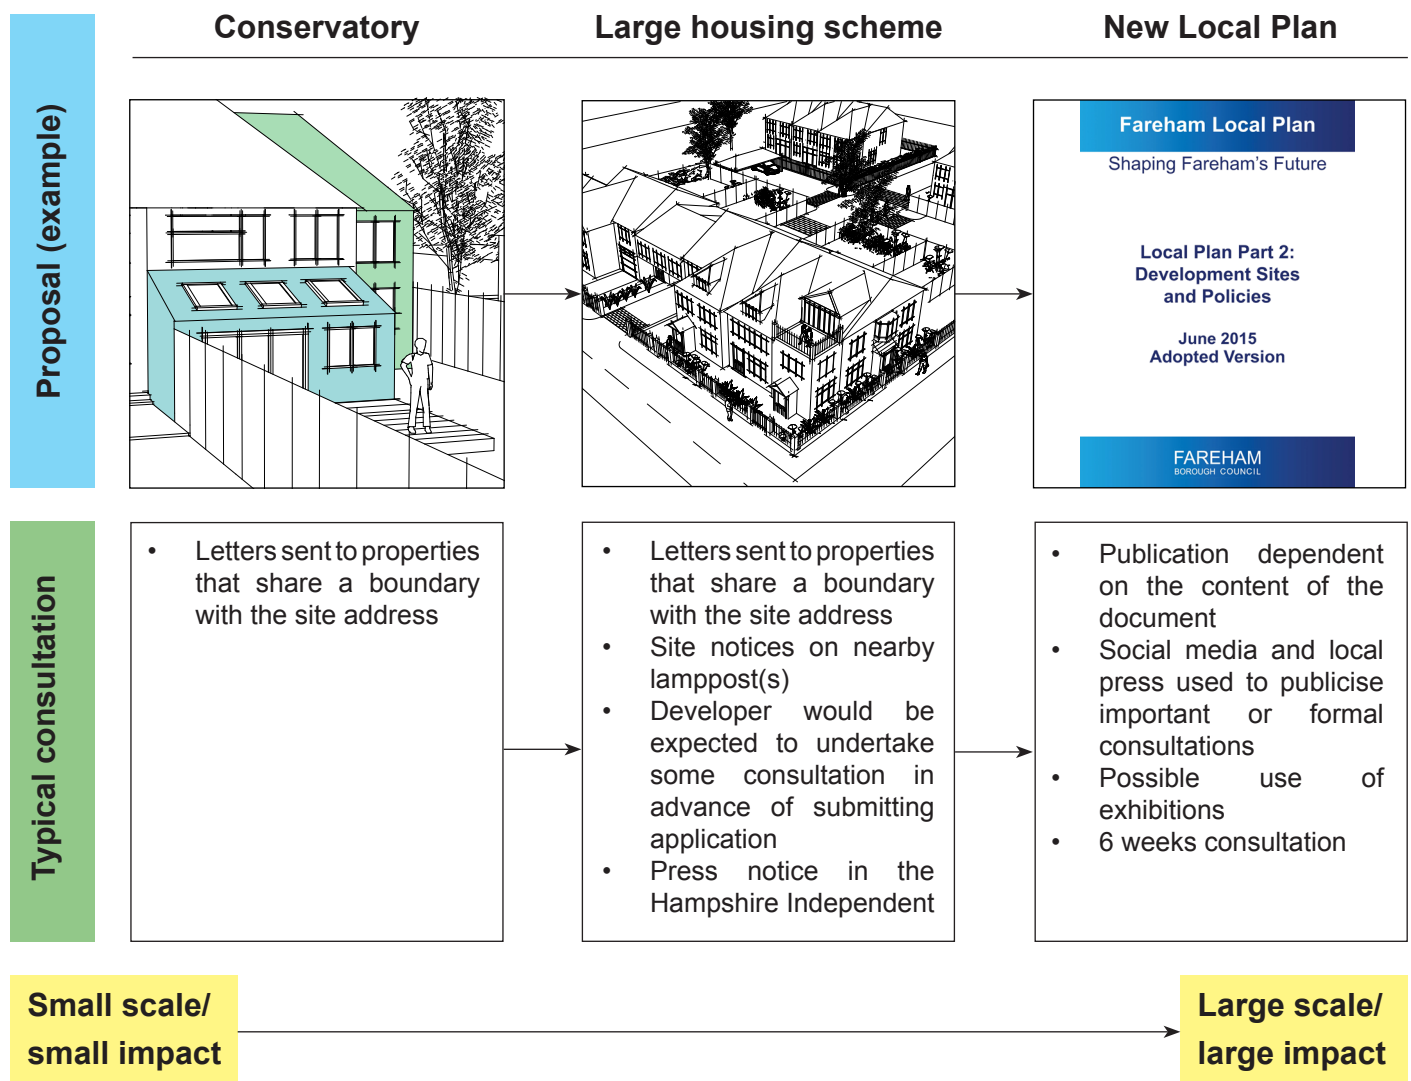 Conservatory
Large housing scheme
New Local Plan
Proposal (example)
Fareham Local Plan
Shaping Fareham's Future
Local Plan Part 2:
Development Sites
and Policies
June 2015
Adopted Version
FAREHAM
BOROUGH COUNCIL
Typical consultation
• Letters sent to properties
that share a boundary
with the site address
• Letters sent to properties
that share a boundary
with the site address
• Site notices on nearby
lamppost(s)
• Developer would be
expected to undertake
some consultation in
advance of submitting
application
• Press notice in the
Hampshire Independent
• Publication dependent
on the content of the
document
• Social media and local
press used to publicise
important or formal
consultations
• Possible use of
exhibitions
• 6 weeks consultation
Small scale/
small impact
Large scale/
large impact